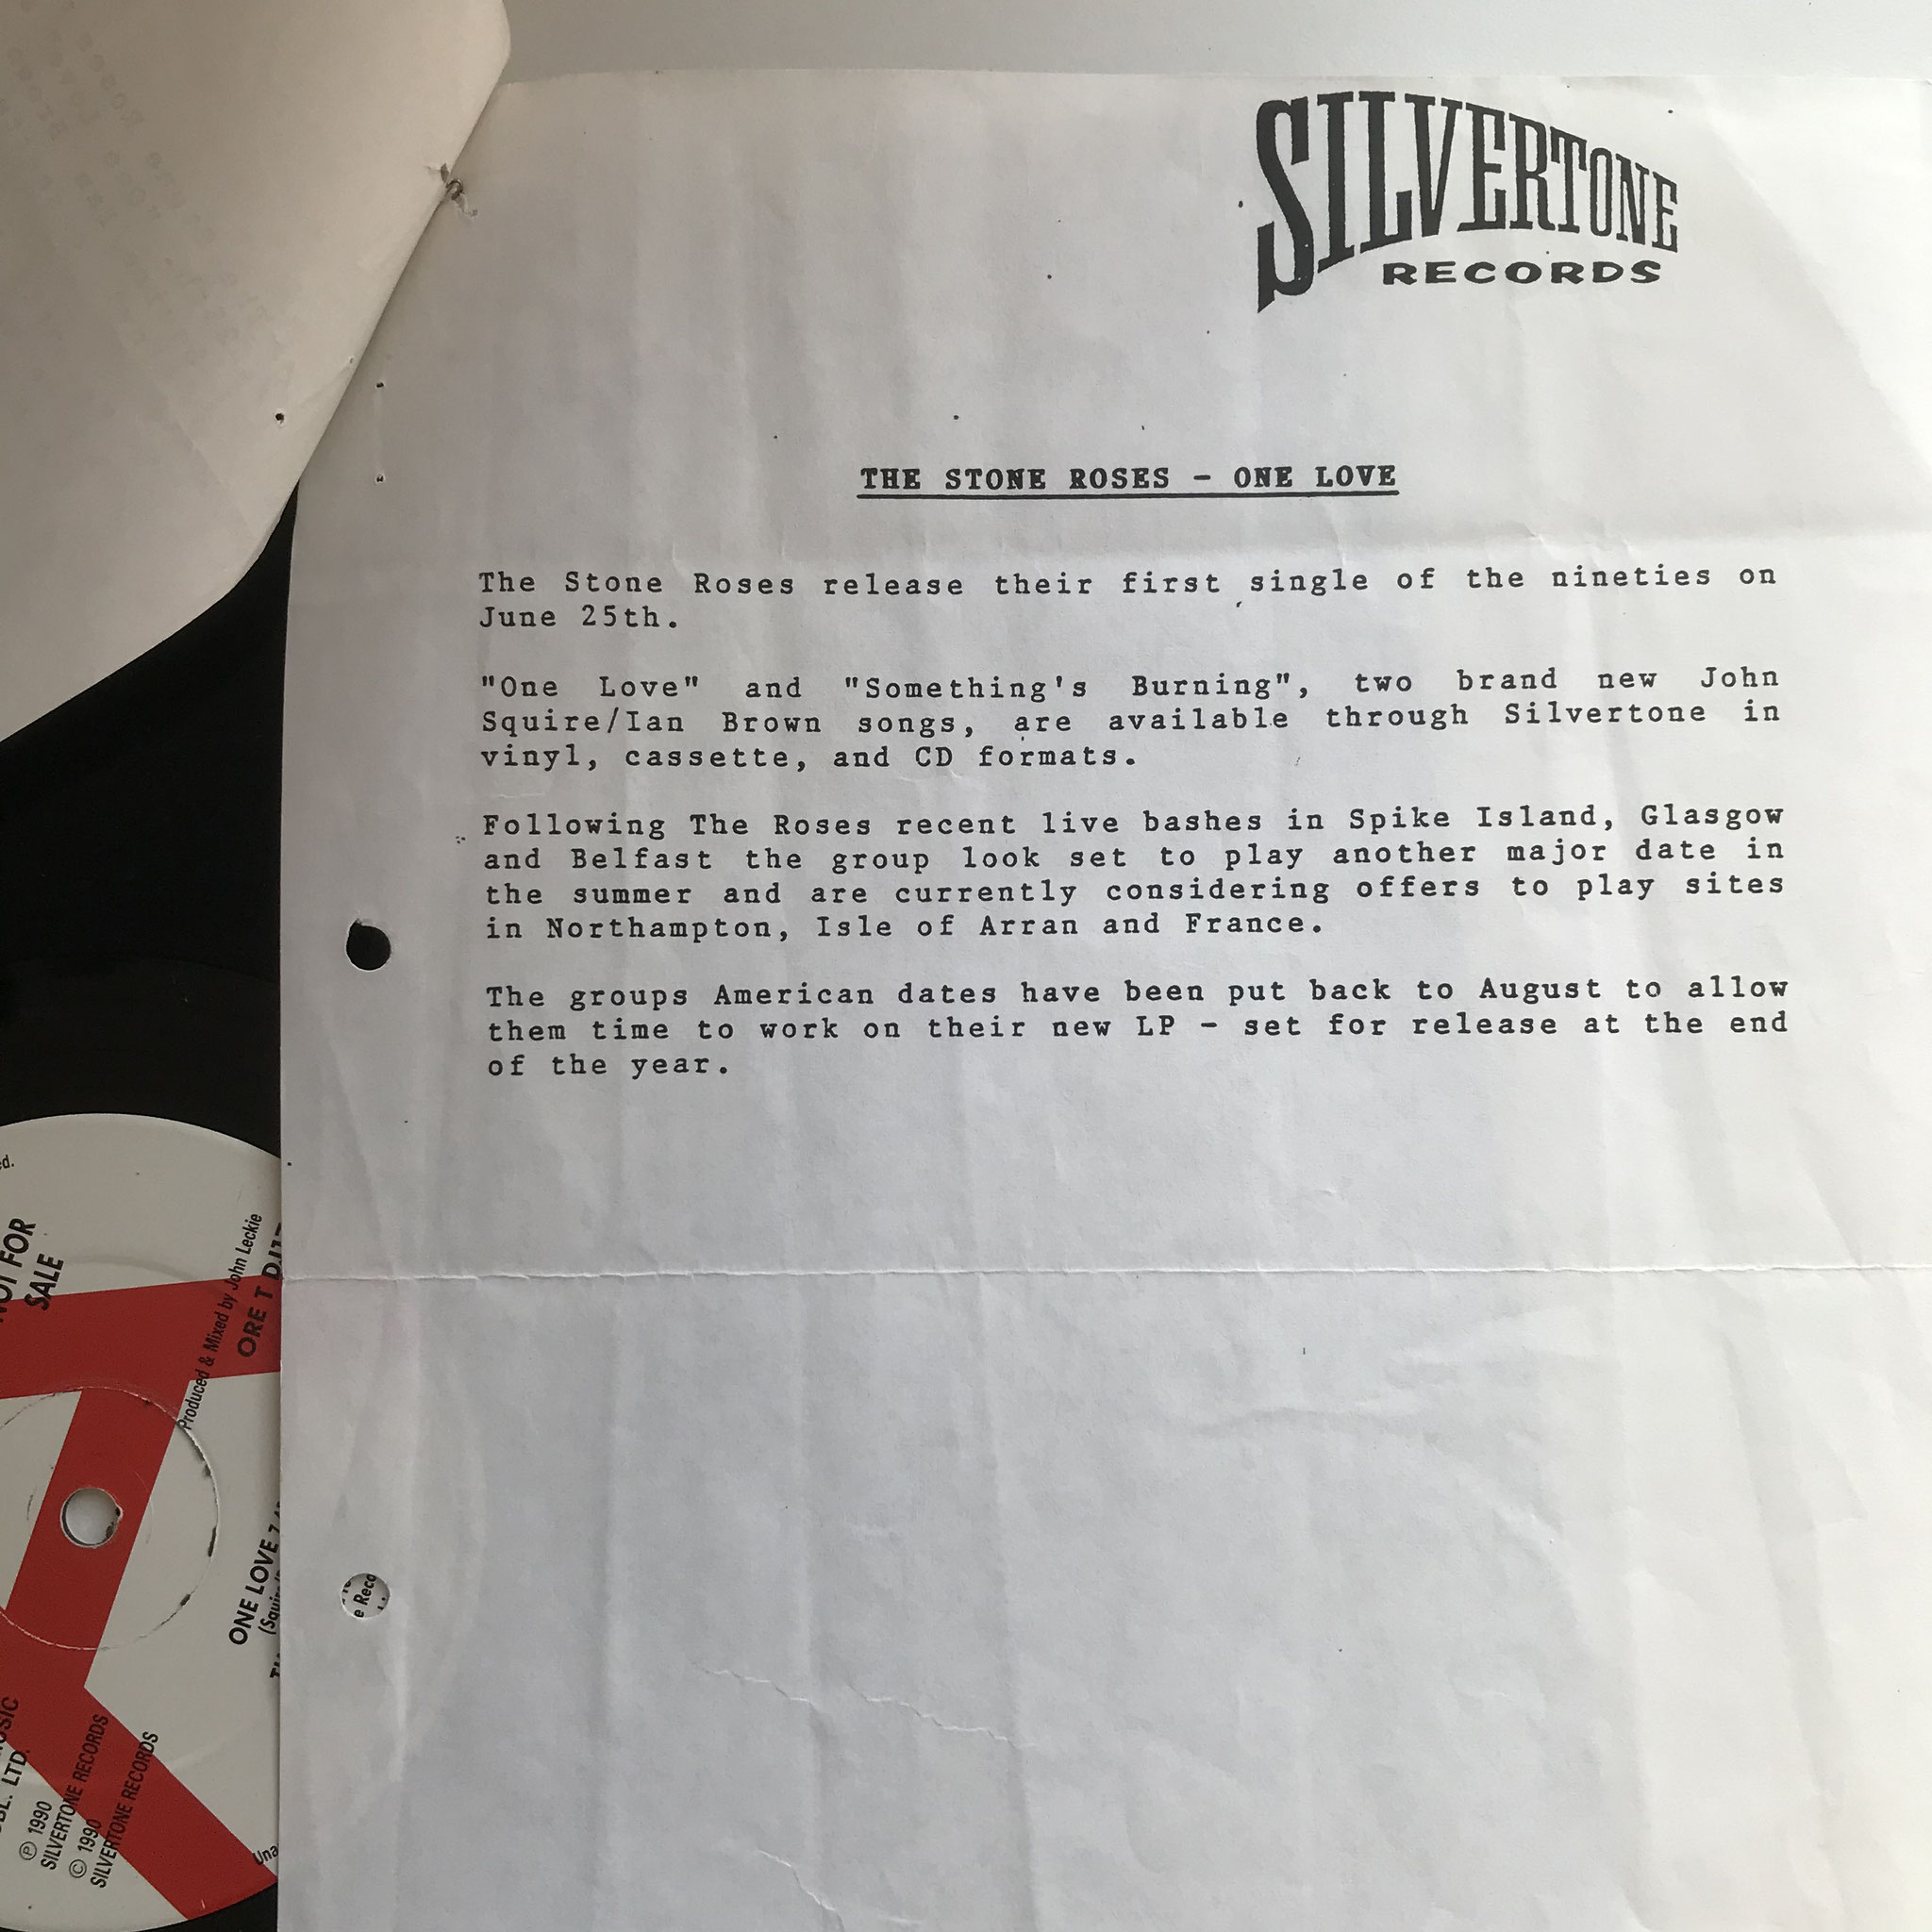 SILVERTONE
RECORDS
THE STONE ROSES - ONE LOVE
The Stone Roses release their first single of the nineties on
June 25th.
"One Love" and "Something's Burning", two brand new John
Squire/Ian Brown songs, are available through Silvertone in
vinyl, cassette, and CD formats.
Following The Roses recent live bashes in Spike Island, Glasgow
and Belfast the group look set to play another major date in
the summer and are currently considering offers to play sites
in Northampton, Isle of Arran and France.
The groups American dates have been put back to August to allow
them time to work on their new LP - set for release at the end
of the year.
FOR
SALE
Produced & Mixed by John Leckie
ONE LOVE
LTD.
℗ 1990
SILVERTONE RECORDS
© 1990
SILVERTONE RECORDS